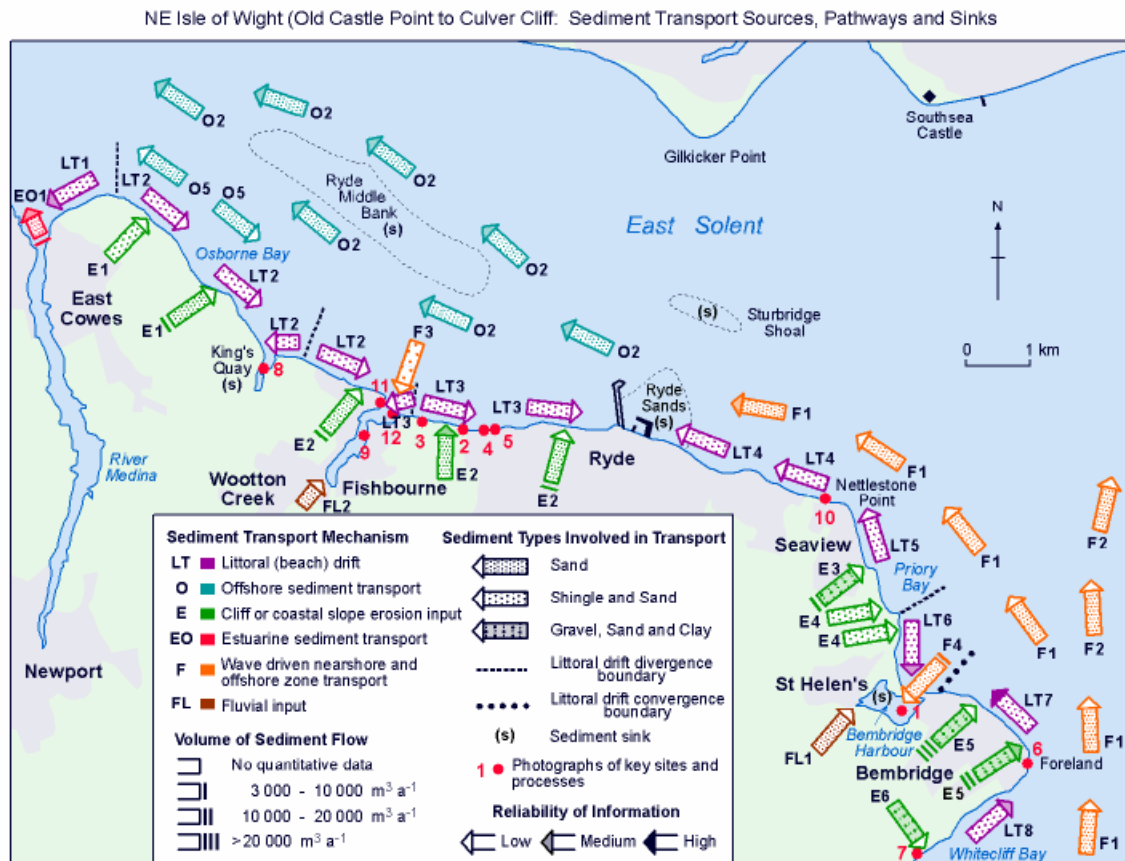 NE Isle of Wight (Old Castle Point to Culver Cliff: Sediment Transport Sources, Pathways and Sinks
O2
O2
Southsea
Castle
Gilkicker Point
LT1
LT2
O5
O5
O2
EO1
Ryde
Middle
Bank
(s)
O2
East Solent
N
Osborne Bay
O2
E1
LT2
East
Cowes
E1
(s)
Sturbridge
Shoal
LT2
LT2
F3
O2
O2
0 1 km
King's
Quay
(s)
8
11
LT3
LT3
Ryde
Sands
(s)
F1
E2
LT3
12
3
2
4
5
LT4
F1
River
Medina
9
E2
Ryde
LT4
Wootton
Creek
Fishbourne
E2
Nettlestone
Point
FL2
10
F1
F2
Seaview
LT5
Priory
Bay
E3
E4
E4
LT6
F4
F1
F2
Newport
St Helen's
(s)
1
LT7
Bembridge
Harbour
FL1
E5
6
Foreland
F1
Bembridge
E5
E6
LT8
7
Whitecliff Bay
F1
Sediment Transport Mechanism
LT Littoral (beach) drift
O Offshore sediment transport
E Cliff or coastal slope erosion input
EO Estuarine sediment transport
F Wave driven nearshore and
offshore zone transport
FL Fluvial input
Volume of Sediment Flow
No quantitative data
3 000 - 10 000 m³ a⁻¹
10 000 - 20 000 m³ a⁻¹
>20 000 m³ a⁻¹
Sediment Types Involved in Transport
Sand
Shingle and Sand
Gravel, Sand and Clay
Littoral drift divergence
boundary
Littoral drift convergence
boundary
(s) Sediment sink
1 Photographs of key sites and
processes
Reliability of Information
Low Medium High